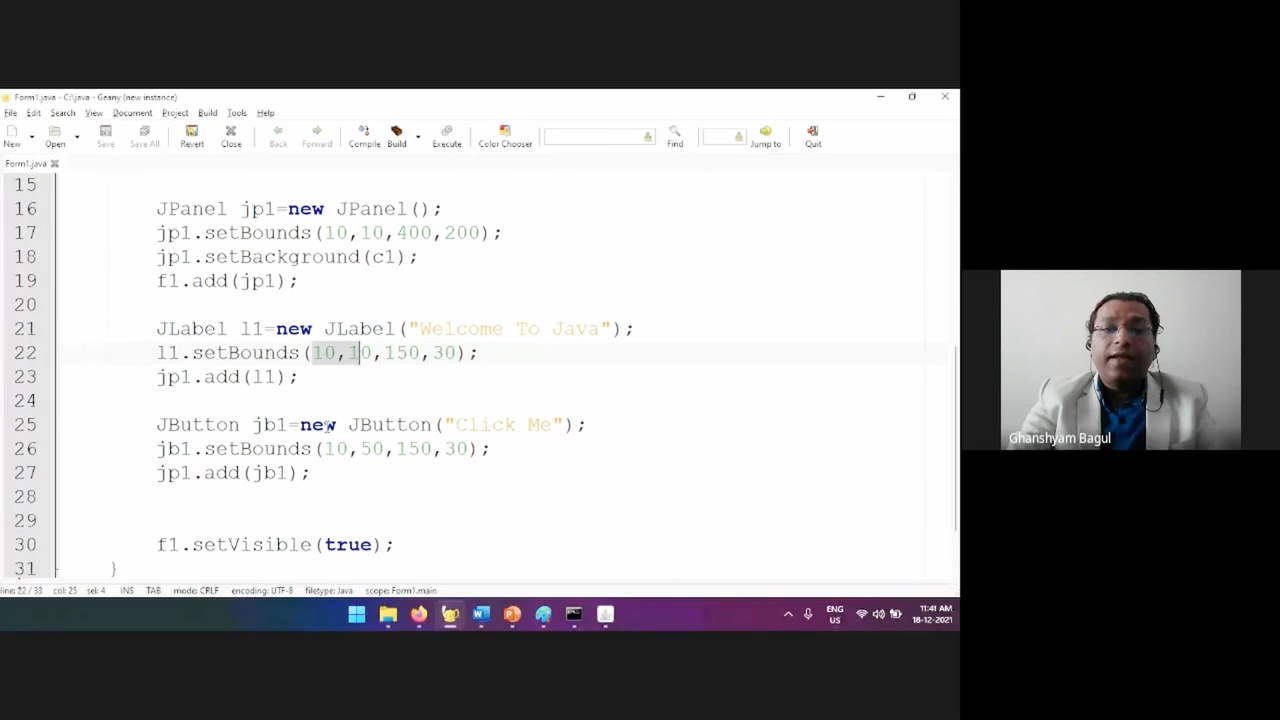 Form1.java - C:\java - Geany (new instance)
File Edit Search View Document Project Build Tools Help
New Open Save Save All Revert Close Back Forward Compile Build Execute Color Chooser Find Jump to Quit
Form1.java
15
16 JPanel jp1=new JPanel();
17 jp1.setBounds(10,10,400,200);
18 jp1.setBackground(c1);
19 f1.add(jp1);
20
21 JLabel l1=new JLabel("Welcome To Java");
22 l1.setBounds(10,10,150,30);
23 jp1.add(l1);
24
25 JButton jb1=new JButton("Click Me");
26 jb1.setBounds(10,50,150,30);
27 jp1.add(jb1);
28
29
30 f1.setVisible(true);
31 }
line: 22 / 33 col: 25 sel: 4 INS TAB mode: CRLF encoding: UTF-8 filetype: Java scope: Form1.main
ENG
US
11:41 AM
18-12-2021
Ghanshyam Bagul